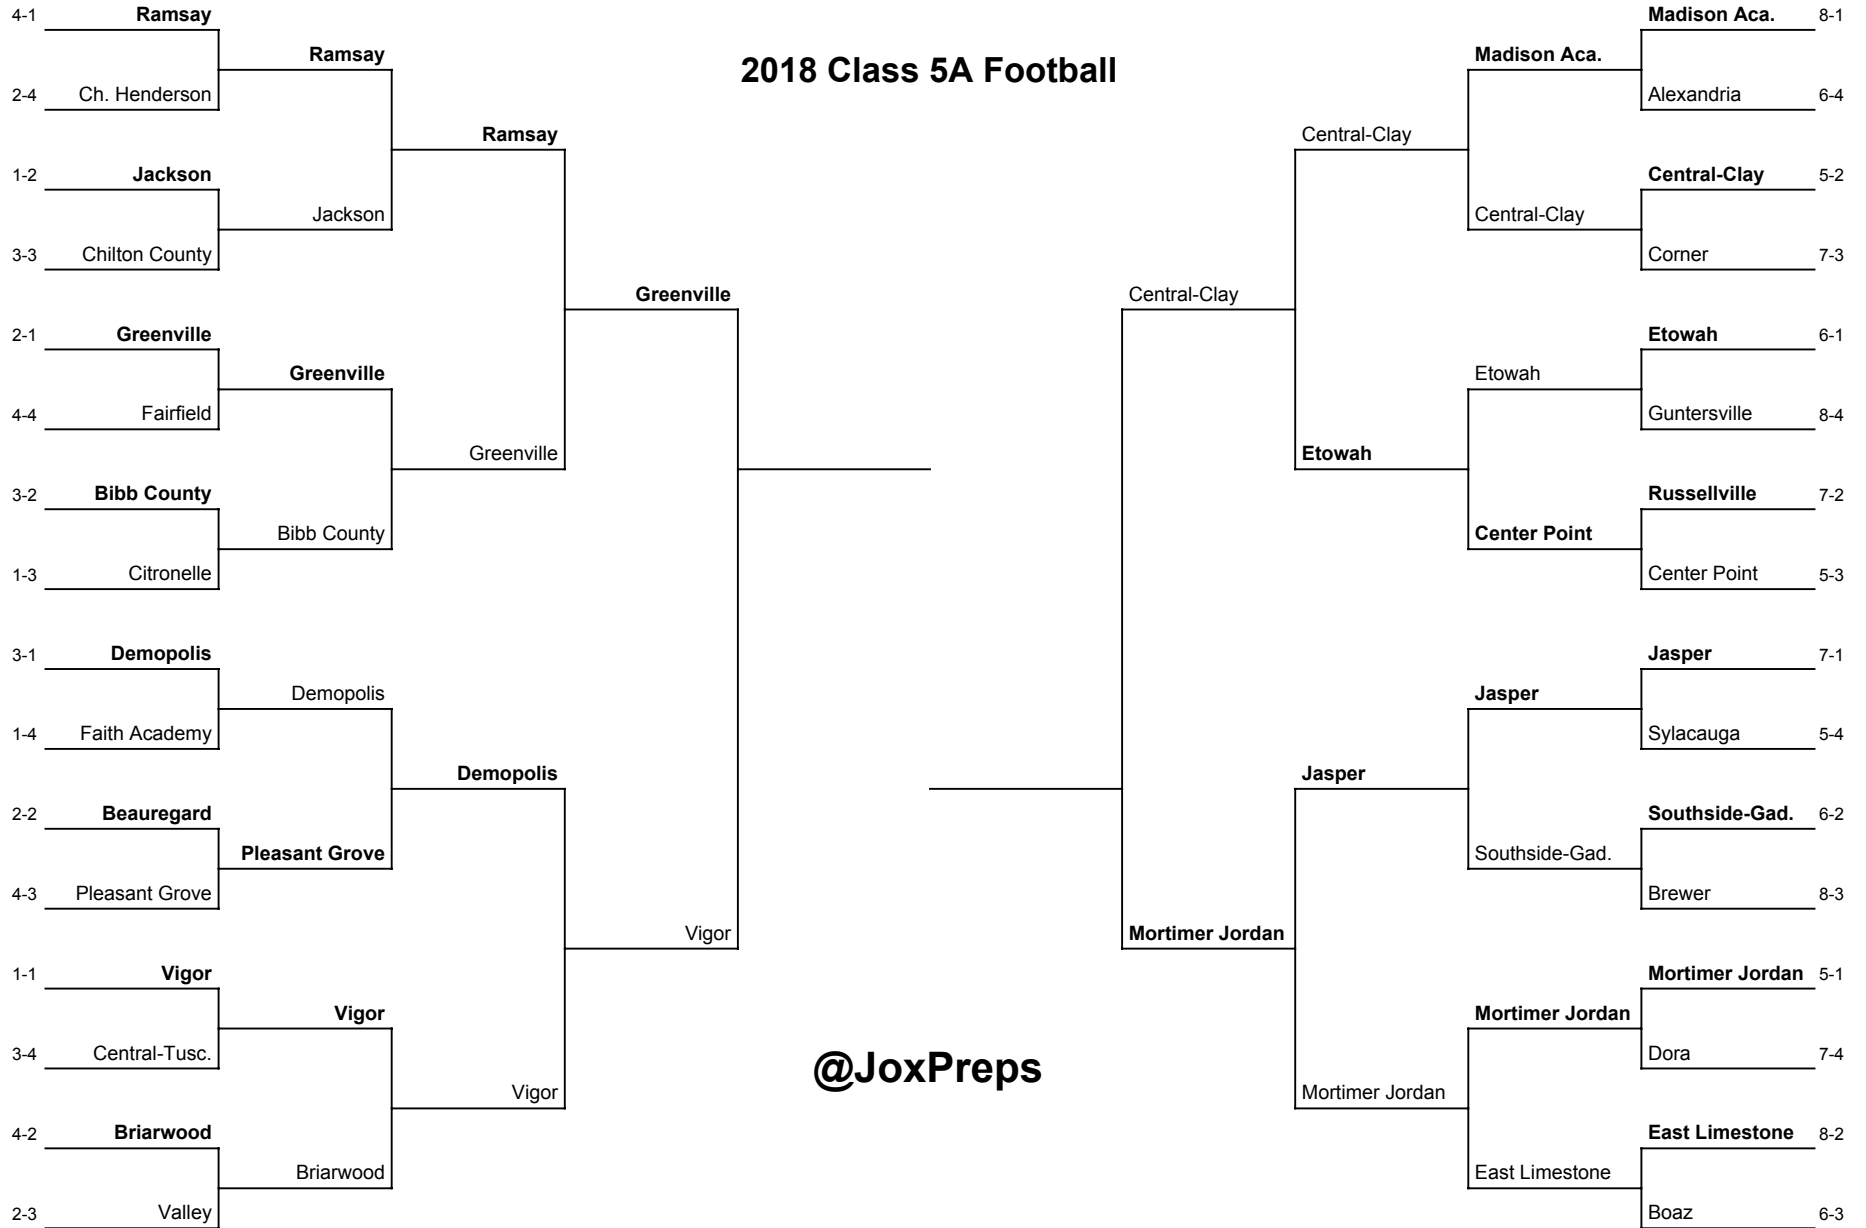 2018 Class 5A Football
4-1 Ramsay
2-4 Ch. Henderson
1-2 Jackson
3-3 Chilton County
2-1 Greenville
4-4 Fairfield
3-2 Bibb County
1-3 Citronelle
3-1 Demopolis
1-4 Faith Academy
2-2 Beauregard
4-3 Pleasant Grove
1-1 Vigor
3-4 Central-Tusc.
4-2 Briarwood
2-3 Valley
Ramsay
Jackson
Greenville
Bibb County
Demopolis
Pleasant Grove
Vigor
Briarwood
Ramsay
Greenville
Demopolis
Vigor
Greenville
Vigor
Central-Clay
Mortimer Jordan
Central-Clay
Etowah
Jasper
Mortimer Jordan
Madison Aca.
Central-Clay
Etowah
Center Point
Jasper
Southside-Gad.
Mortimer Jordan
East Limestone
Madison Aca. 8-1
Alexandria 6-4
Central-Clay 5-2
Corner 7-3
Etowah 6-1
Guntersville 8-4
Russellville 7-2
Center Point 5-3
Jasper 7-1
Sylacauga 5-4
Southside-Gad. 6-2
Brewer 8-3
Mortimer Jordan 5-1
Dora 7-4
East Limestone 8-2
Boaz 6-3
@JoxPreps